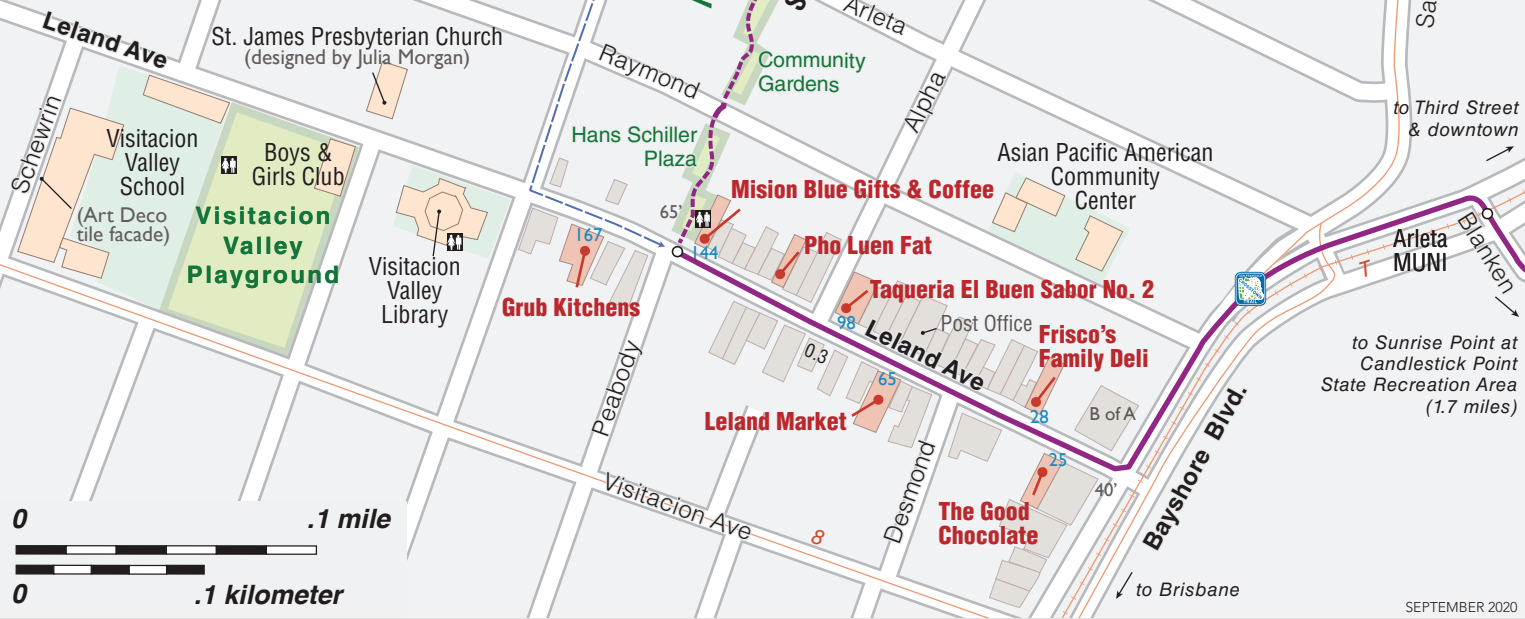 Leland Ave
St. James Presbyterian Church
(designed by Julia Morgan)
Raymond
Arleta
S
Sa
Community
Gardens
Alpha
to Third Street
& downtown
Schewrin
Visitacion
Valley
School
(Art Deco
tile facade)
Boys &
Girls Club
Visitacion
Valley
Playground
Hans Schiller
Plaza
65'
Asian Pacific American
Community
Center
Mision Blue Gifts & Coffee
144
167
Grub Kitchens
Pho Luen Fat
Visitacion
Valley
Library
Taqueria El Buen Sabor No. 2
98
Post Office
Leland Ave
Frisco's
Family Deli
28
0.3
65
Leland Market
B of A
Arleta
MUNI
T
Blanken
to Sunrise Point at
Candlestick Point
State Recreation Area
(1.7 miles)
Peabody
Desmond
25
The Good
Chocolate
40'
Bayshore Blvd.
Visitacion Ave
8
to Brisbane
0 .1 mile
0 .1 kilometer
SEPTEMBER 2020